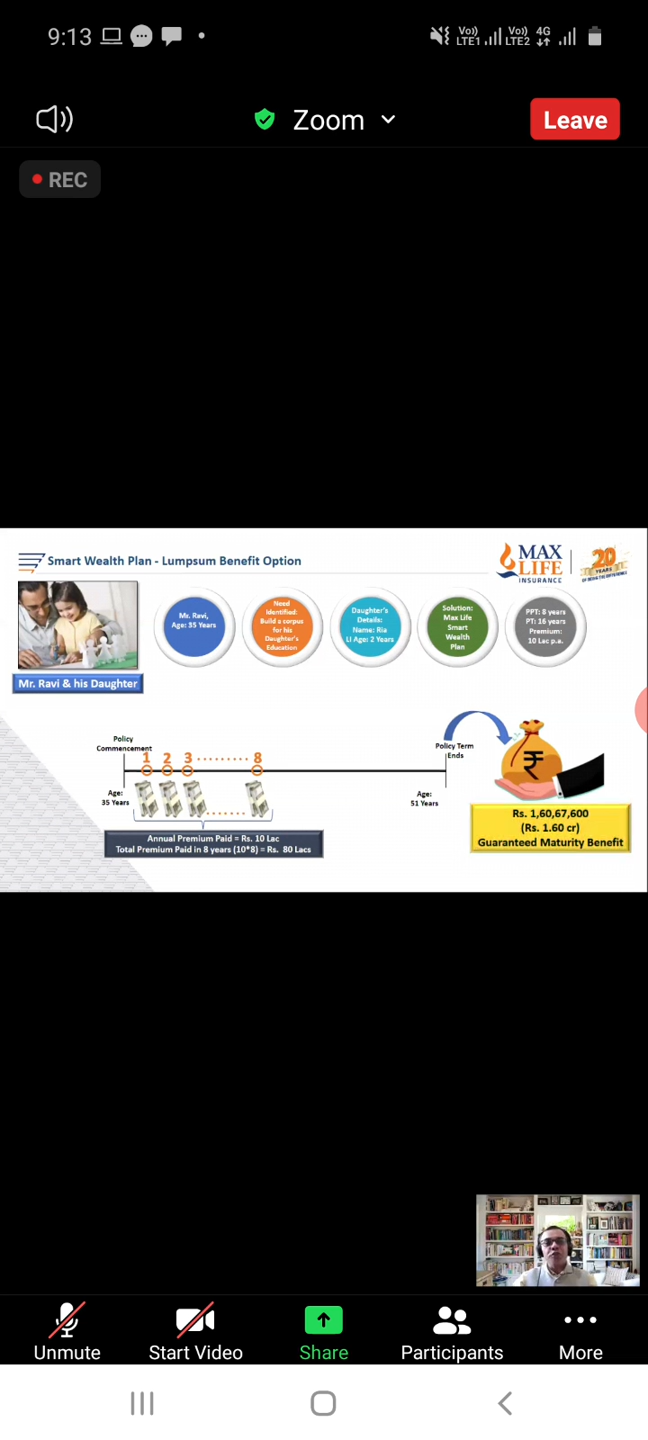 9:13
Vo)) LTE1 Vo)) LTE2 4G
Zoom
Leave
REC
Smart Wealth Plan - Lumpsum Benefit Option
MAX
LIFE
INSURANCE
20
YEARS
Mr. Ravi,
Age: 35 Years
Need
Identified:
Build a corpus
for his
Daughter's
Education
Daughter's
Details:
Name: Ria
LI Age: 2 Years
Solution:
Max Life
Smart
Wealth
Plan
PPT: 8 years
PT: 16 years
Premium:
10 Lac p.a.
Mr. Ravi & his Daughter
Policy
Commencement
1 2 3 ......... 8
Policy Term
Ends
₹
Age:
35 Years
Age:
51 Years
Annual Premium Paid = Rs. 10 Lac
Total Premium Paid in 8 years (10*8) = Rs. 80 Lacs
Rs. 1,60,67,600
(Rs. 1.60 cr)
Guaranteed Maturity Benefit
Unmute
Start Video
Share
Participants
More